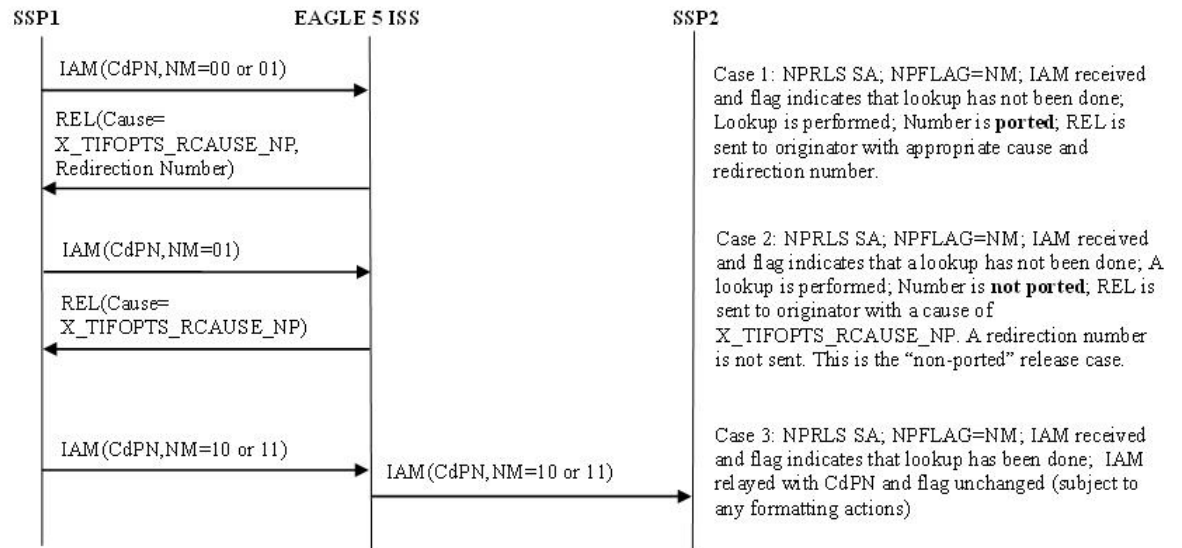 SSP1 EAGLE 5 ISS SSP2
IAM(CdPN,NM=00 or 01)
REL(Cause=
X_TIFOPTS_RCAUSE_NP,
Redirection Number)
Case 1: NPRLS SA; NPFLAG=NM; IAM received
and flag indicates that lookup has not been done;
Lookup is performed; Number is ported; REL is
sent to originator with appropriate cause and
redirection number.
IAM(CdPN,NM=01)
REL(Cause=
X_TIFOPTS_RCAUSE_NP)
Case 2: NPRLS SA; NPFLAG=NM; IAM received
and flag indicates that a lookup has not been done; A
lookup is performed; Number is not ported; REL is
sent to originator with a cause of
X_TIFOPTS_RCAUSE_NP. A redirection number
is not sent. This is the “non-ported” release case.
IAM(CdPN,NM=10 or 11)
IAM(CdPN,NM=10 or 11)
Case 3: NPRLS SA; NPFLAG=NM; IAM received
and flag indicates that lookup has been done; IAM
relayed with CdPN and flag unchanged (subject to
any formatting actions)